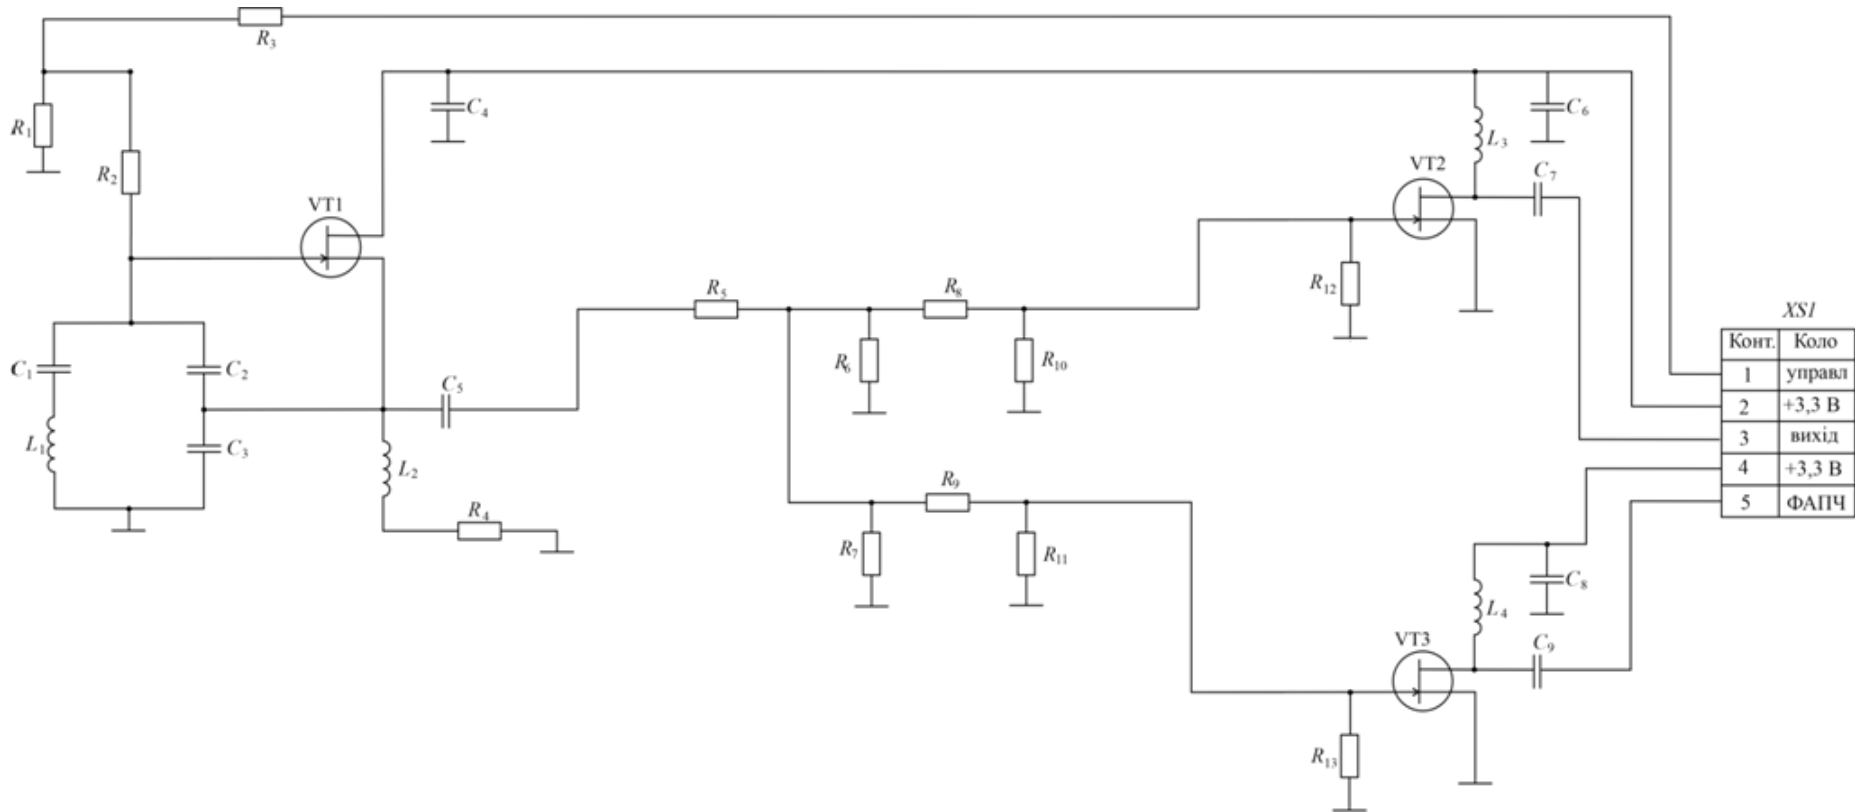 R3
R1
R2
C4
C6
L3
VT2
C7
VT1
R12
R5
R8
XS1
Конт. Коло
1 управл
2 +3,3 В
3 вихід
4 +3,3 В
5 ФАПЧ
C1
C2
R6
R10
C5
L1
C3
L2
R9
R4
R7
R11
C8
L4
VT3
C9
R13